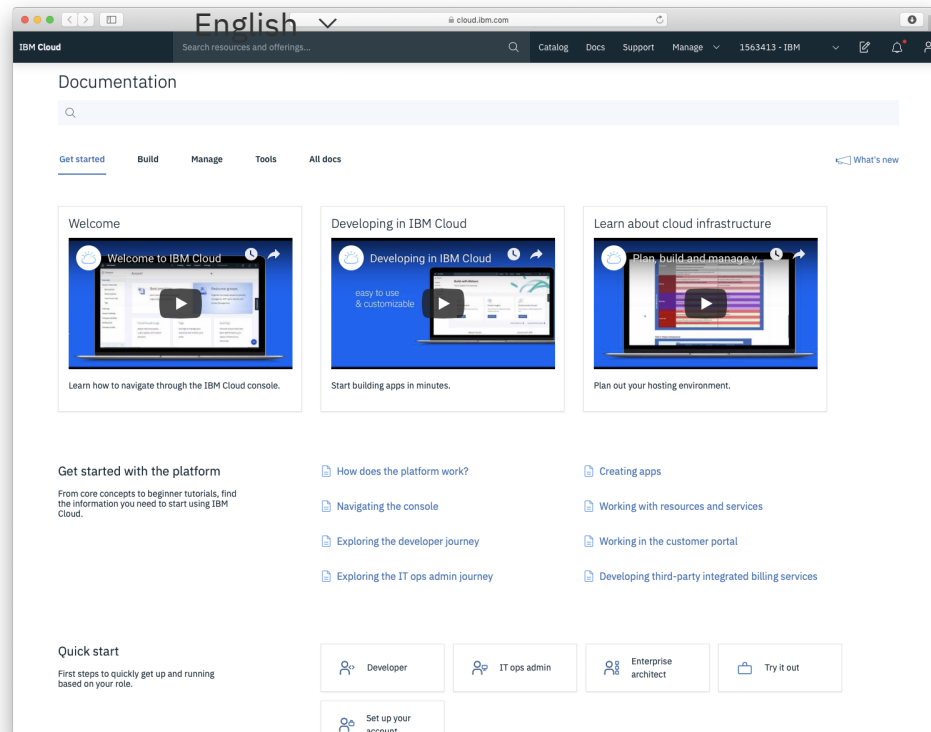 English
cloud.ibm.com
IBM Cloud
Search resources and offerings...
Catalog
Docs
Support
Manage
1563413 - IBM
Documentation
Get started
Build
Manage
Tools
All docs
What's new
Welcome
Welcome to IBM Cloud
Learn how to navigate through the IBM Cloud console.
Developing in IBM Cloud
Developing in IBM Cloud
easy to use
& customizable
Start building apps in minutes.
Learn about cloud infrastructure
Plan, build and manage y...
Plan out your hosting environment.
Get started with the platform
From core concepts to beginner tutorials, find
the information you need to start using IBM
Cloud.
How does the platform work?
Navigating the console
Exploring the developer journey
Exploring the IT ops admin journey
Creating apps
Working with resources and services
Working in the customer portal
Developing third-party integrated billing services
Quick start
First steps to quickly get up and running
based on your role.
Developer
IT ops admin
Enterprise
architect
Try it out
Set up your
account